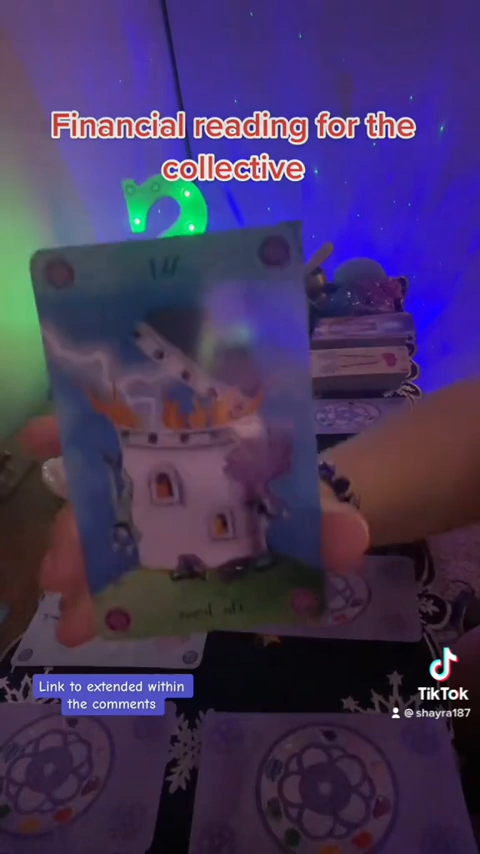 Financial reading for the
collective
Link to extended within
the comments
TikTok
@shayra187